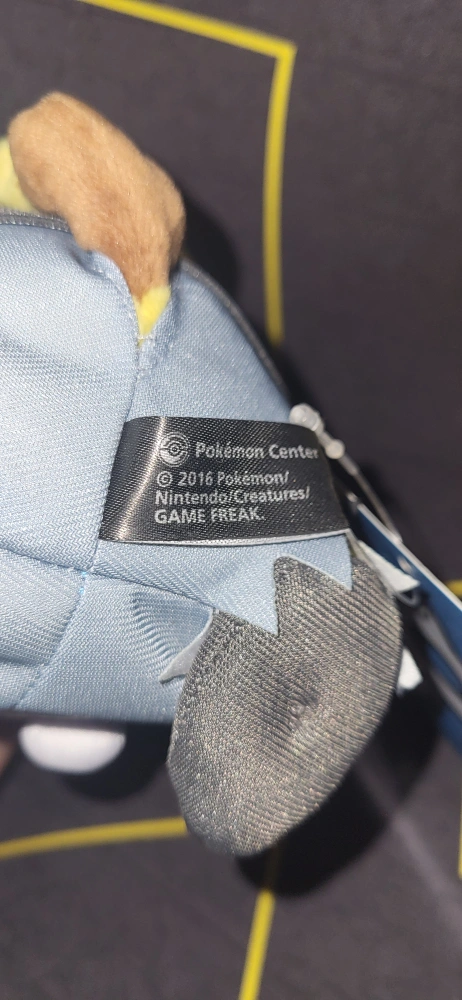 Pokémon Center
© 2016 Pokémon/
Nintendo/Creatures/
GAME FREAK.